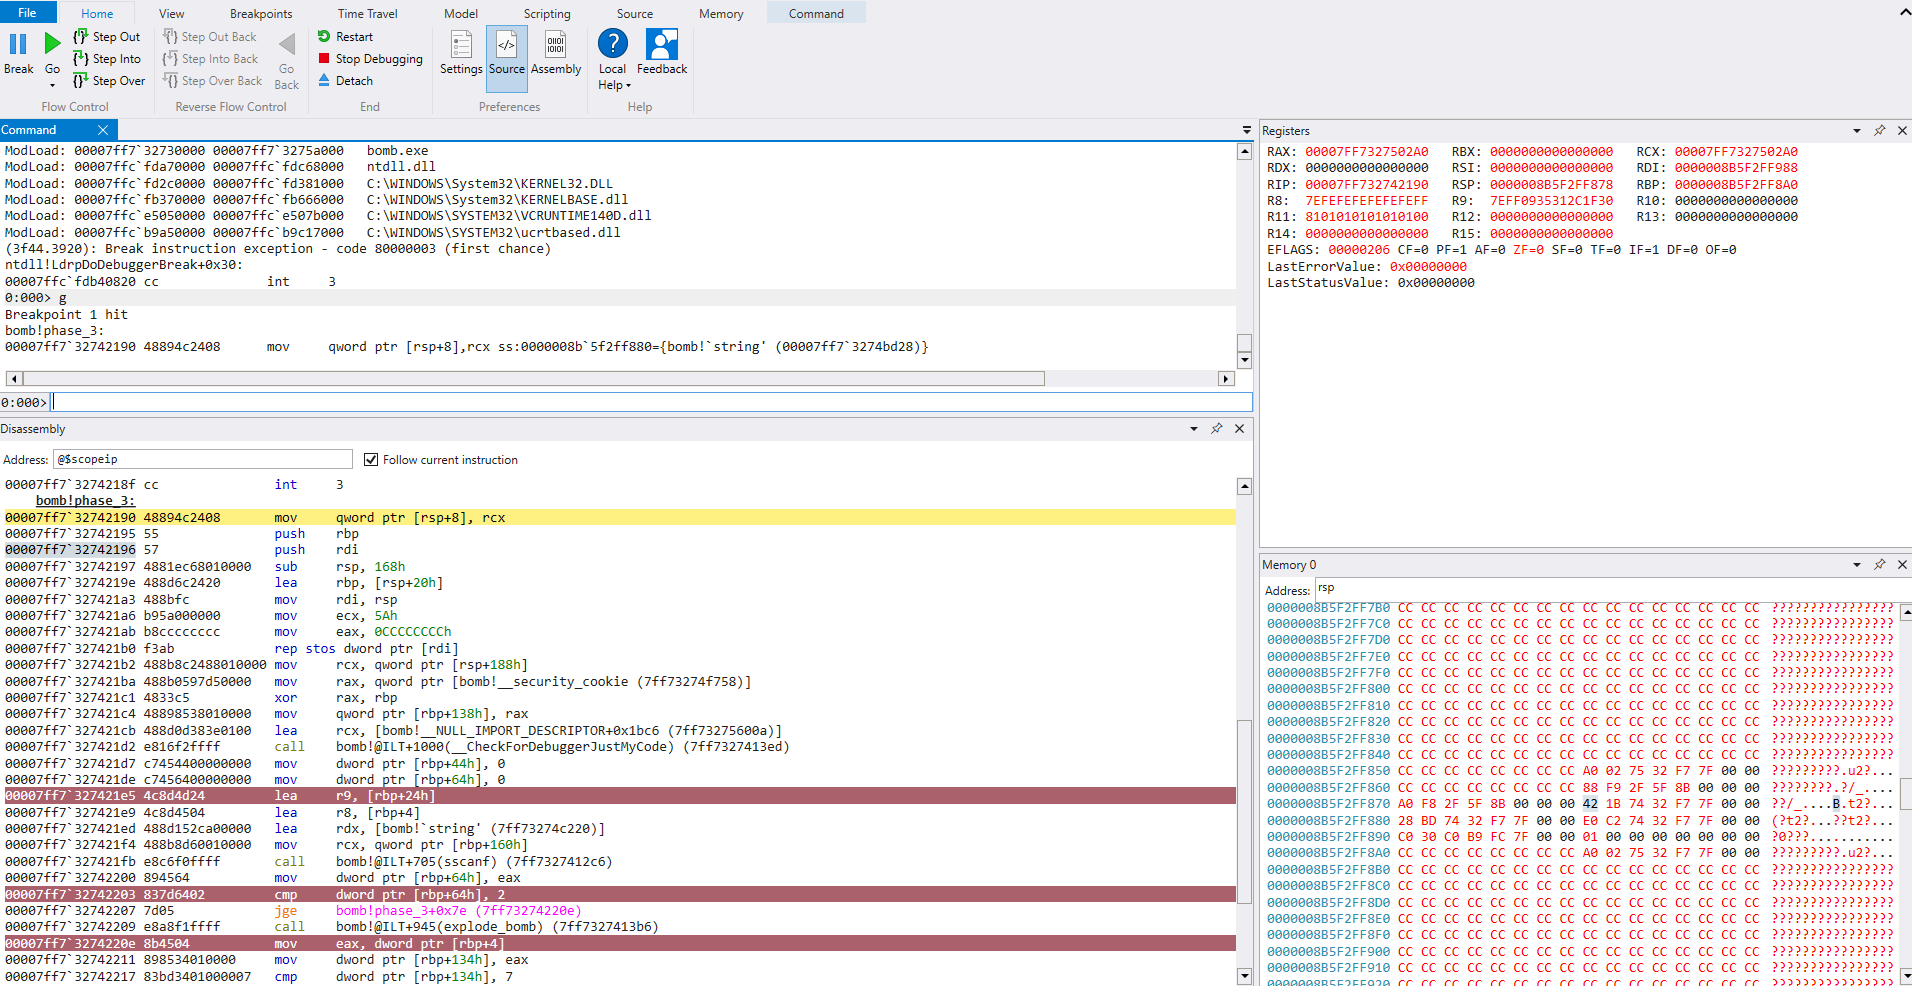 File Home View Breakpoints Time Travel Model Scripting Source Memory Command
Break Go Step Out Step Into Step Over Step Out Back Step Into Back Step Over Back Go Back Restart Stop Debugging Detach Settings Source Assembly Local Help Feedback
Flow Control Reverse Flow Control End Preferences Help
Command
ModLoad: 00007ff7`32730000 00007ff7`3275a000 bomb.exe
ModLoad: 00007ffc`fda70000 00007ffc`fdc68000 ntdll.dll
ModLoad: 00007ffc`fd2c0000 00007ffc`fd381000 C:\WINDOWS\System32\KERNEL32.DLL
ModLoad: 00007ffc`fb370000 00007ffc`fb666000 C:\WINDOWS\System32\KERNELBASE.dll
ModLoad: 00007ffc`e5050000 00007ffc`e507b000 C:\WINDOWS\SYSTEM32\VCRUNTIME140D.dll
ModLoad: 00007ffc`b9a50000 00007ffc`b9c17000 C:\WINDOWS\SYSTEM32\ucrtbased.dll
(3f44.3920): Break instruction exception - code 80000003 (first chance)
ntdll!LdrpDoDebuggerBreak+0x30:
00007ffc`fdb40820 cc int 3
0:000> g
Breakpoint 1 hit
bomb!phase_3:
00007ff7`32742190 48894c2408 mov qword ptr [rsp+8],rcx ss:0000008b`5f2ff880={bomb!`string' (00007ff7`3274bd28)}
0:000>
Disassembly
Address: @$scopeip Follow current instruction
00007ff7`3274218f cc int 3
bomb!phase_3:
00007ff7`32742190 48894c2408 mov qword ptr [rsp+8], rcx
00007ff7`32742195 55 push rbp
00007ff7`32742196 57 push rdi
00007ff7`32742197 4881ec68010000 sub rsp, 168h
00007ff7`3274219e 488d6c2420 lea rbp, [rsp+20h]
00007ff7`327421a3 488bfc mov rdi, rsp
00007ff7`327421a6 b95a000000 mov ecx, 5Ah
00007ff7`327421ab b8cccccccc mov eax, 0CCCCCCCCh
00007ff7`327421b0 f3ab rep stos dword ptr [rdi]
00007ff7`327421b2 488b8c2488010000 mov rcx, qword ptr [rsp+188h]
00007ff7`327421ba 488b0597d50000 mov rax, qword ptr [bomb!__security_cookie (7ff73274f758)]
00007ff7`327421c1 4833c5 xor rax, rbp
00007ff7`327421c4 48898538010000 mov qword ptr [rbp+138h], rax
00007ff7`327421cb 488d0d383e0100 lea rcx, [bomb!__NULL_IMPORT_DESCRIPTOR+0x1bc6 (7ff73275600a)]
00007ff7`327421d2 e816f2ffff call bomb!@ILT+1000(__CheckForDebuggerJustMyCode) (7ff7327413ed)
00007ff7`327421d7 c7454400000000 mov dword ptr [rbp+44h], 0
00007ff7`327421de c7456400000000 mov dword ptr [rbp+64h], 0
00007ff7`327421e5 4c8d4d24 lea r9, [rbp+24h]
00007ff7`327421e9 4c8d4504 lea r8, [rbp+4]
00007ff7`327421ed 488d152ca00000 lea rdx, [bomb!`string' (7ff73274c220)]
00007ff7`327421f4 488b8d60010000 mov rcx, qword ptr [rbp+160h]
00007ff7`327421fb e8c6f0ffff call bomb!@ILT+705(sscanf) (7ff7327412c6)
00007ff7`32742200 894564 mov dword ptr [rbp+64h], eax
00007ff7`32742203 837d6402 cmp dword ptr [rbp+64h], 2
00007ff7`32742207 7d05 jge bomb!phase_3+0x7e (7ff73274220e)
00007ff7`32742209 e8a8f1ffff call bomb!@ILT+945(explode_bomb) (7ff7327413b6)
00007ff7`3274220e 8b4504 mov eax, dword ptr [rbp+4]
00007ff7`32742211 898534010000 mov dword ptr [rbp+134h], eax
00007ff7`32742217 83bd3401000007 cmp dword ptr [rbp+134h], 7
Registers
RAX: 00007FF7327502A0 RBX: 0000000000000000 RCX: 00007FF7327502A0
RDX: 0000000000000000 RSI: 0000000000000000 RDI: 0000008B5F2FF988
RIP: 00007FF732742190 RSP: 0000008B5F2FF878 RBP: 0000008B5F2FF8A0
R8: 7EFEFEFEFEFEFEFF R9: 7EFF0935312C1F30 R10: 0000000000000000
R11: 8101010101010100 R12: 0000000000000000 R13: 0000000000000000
R14: 0000000000000000 R15: 0000000000000000
EFLAGS: 00000206 CF=0 PF=1 AF=0 ZF=0 SF=0 TF=0 IF=1 DF=0 OF=0
LastErrorValue: 0x00000000
LastStatusValue: 0x00000000
Memory 0
Address: rsp
0000008B5F2FF7B0 CC CC CC CC CC CC CC CC CC CC CC CC CC CC CC CC ????????????????
0000008B5F2FF7C0 CC CC CC CC CC CC CC CC CC CC CC CC CC CC CC CC ????????????????
0000008B5F2FF7D0 CC CC CC CC CC CC CC CC CC CC CC CC CC CC CC CC ????????????????
0000008B5F2FF7E0 CC CC CC CC CC CC CC CC CC CC CC CC CC CC CC CC ????????????????
0000008B5F2FF7F0 CC CC CC CC CC CC CC CC CC CC CC CC CC CC CC CC ????????????????
0000008B5F2FF800 CC CC CC CC CC CC CC CC CC CC CC CC CC CC CC CC ????????????????
0000008B5F2FF810 CC CC CC CC CC CC CC CC CC CC CC CC CC CC CC CC ????????????????
0000008B5F2FF820 CC CC CC CC CC CC CC CC CC CC CC CC CC CC CC CC ????????????????
0000008B5F2FF830 CC CC CC CC CC CC CC CC CC CC CC CC CC CC CC CC ????????????????
0000008B5F2FF840 CC CC CC CC CC CC CC CC CC CC CC CC CC CC CC CC ????????????????
0000008B5F2FF850 CC CC CC CC CC CC CC CC A0 02 75 32 F7 7F 00 00 ?????????.u2?...
0000008B5F2FF860 CC CC CC CC CC CC CC CC 88 F9 2F 5F 8B 00 00 00 ?????????.?/_....
0000008B5F2FF870 A0 F8 2F 5F 8B 00 00 00 42 1B 74 32 F7 7F 00 00 ??/_....B.t2?...
0000008B5F2FF880 28 BD 74 32 F7 7F 00 00 E0 C2 74 32 F7 7F 00 00 (?t2?...??t2?...
0000008B5F2FF890 C0 30 C0 B9 FC 7F 00 00 01 00 00 00 00 00 00 00 ?0???...........
0000008B5F2FF8A0 CC CC CC CC CC CC CC CC A0 02 75 32 F7 7F 00 00 ?????????.u2?...
0000008B5F2FF8B0 CC CC CC CC CC CC CC CC CC CC CC CC CC CC CC CC ????????????????
0000008B5F2FF8C0 CC CC CC CC CC CC CC CC CC CC CC CC CC CC CC CC ????????????????
0000008B5F2FF8D0 CC CC CC CC CC CC CC CC CC CC CC CC CC CC CC CC ????????????????
0000008B5F2FF8E0 CC CC CC CC CC CC CC CC CC CC CC CC CC CC CC CC ????????????????
0000008B5F2FF8F0 CC CC CC CC CC CC CC CC CC CC CC CC CC CC CC CC ????????????????
0000008B5F2FF900 CC CC CC CC CC CC CC CC CC CC CC CC CC CC CC CC ????????????????
0000008B5F2FF910 CC CC CC CC CC CC CC CC CC CC CC CC CC CC CC CC ????????????????